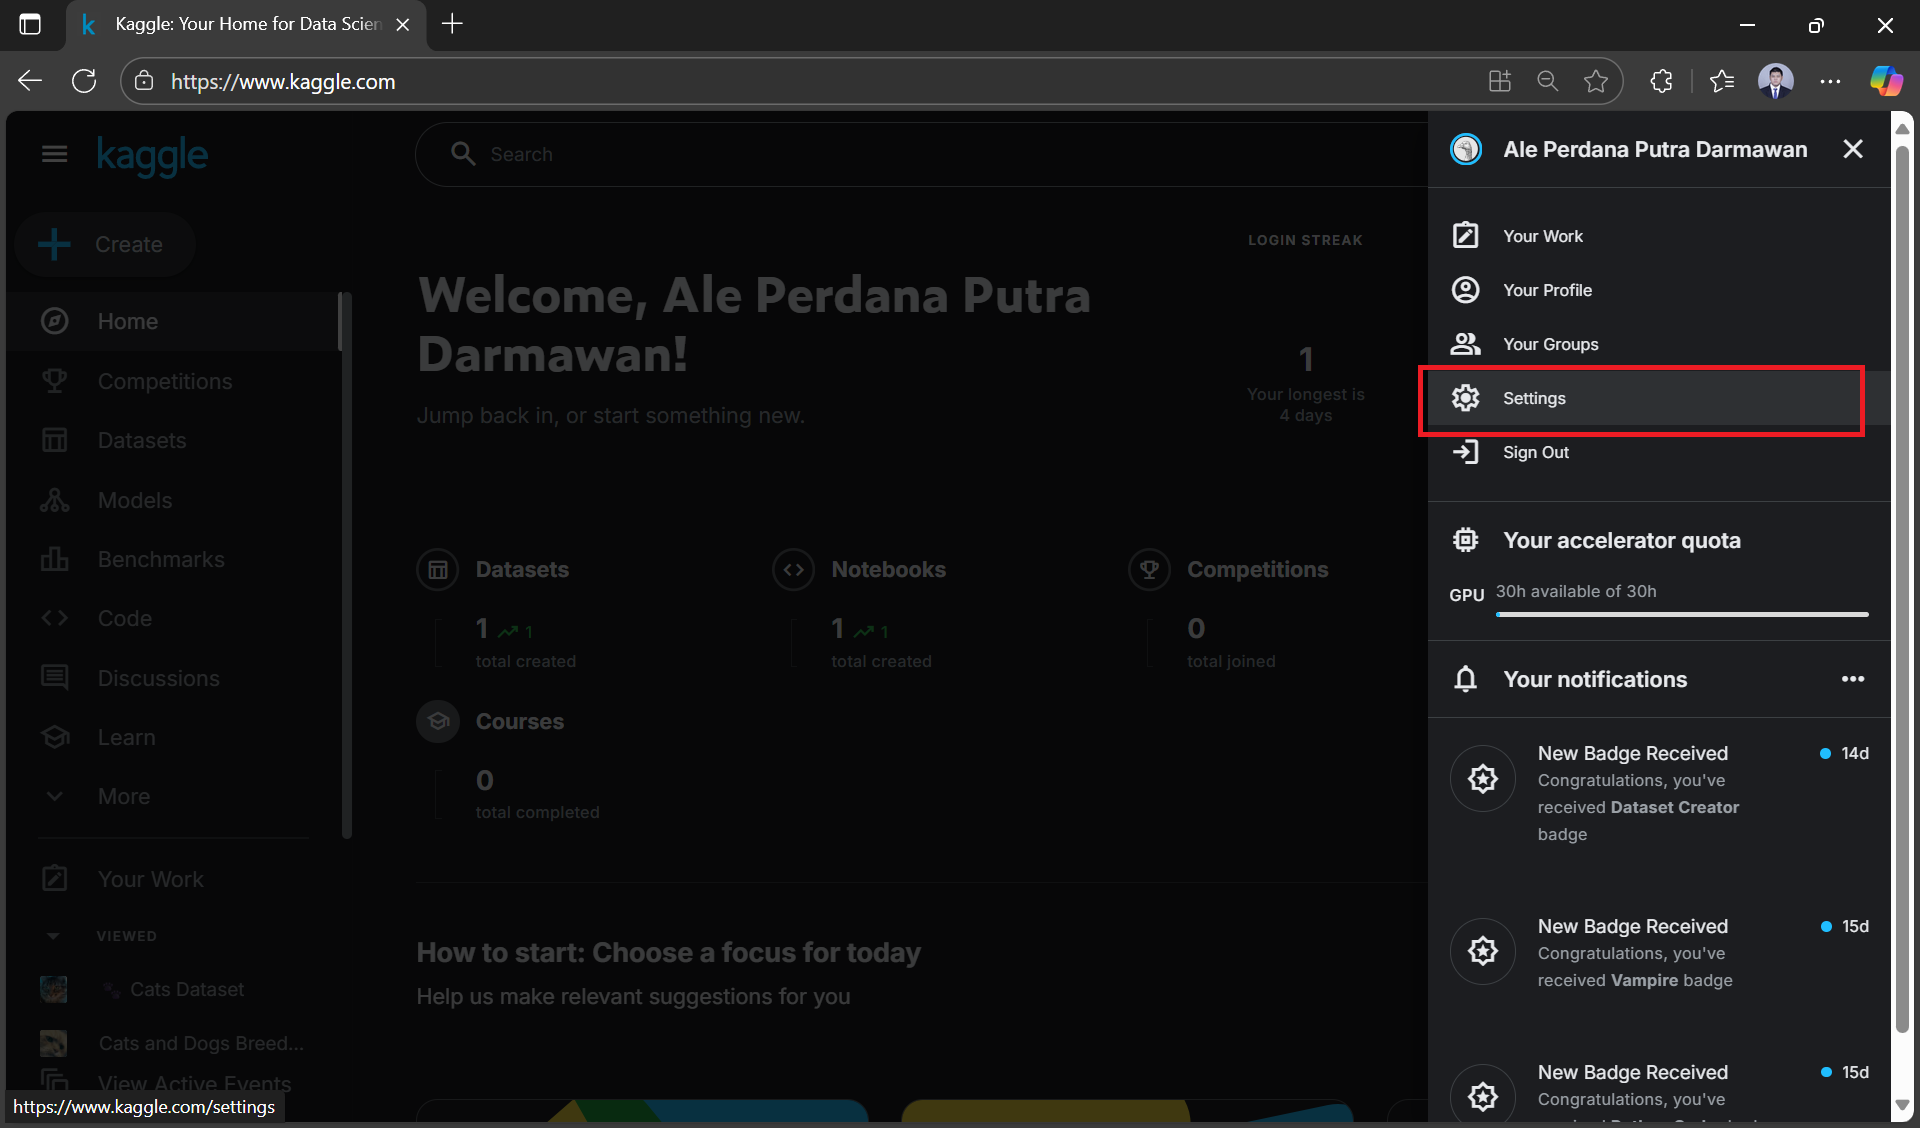 Kaggle: Your Home for Data Scien
https://www.kaggle.com
kaggle
Search
Create
Home
Competitions
Datasets
Models
Benchmarks
Code
Discussions
Learn
More
Your Work
VIEWED
Cats Dataset
Cats and Dogs Breed...
View Active Events
https://www.kaggle.com/settings
Welcome, Ale Perdana Putra
Darmawan!
Jump back in, or start something new.
LOGIN STREAK
1
Your longest is
4 days
Datasets
1 1
total created
Notebooks
1 1
total created
Competitions
0
total joined
Courses
0
total completed
How to start: Choose a focus for today
Help us make relevant suggestions for you
Ale Perdana Putra Darmawan
Your Work
Your Profile
Your Groups
Settings
Sign Out
Your accelerator quota
GPU 30h available of 30h
Your notifications
New Badge Received 14d
Congratulations, you've
received Dataset Creator
badge
New Badge Received 15d
Congratulations, you've
received Vampire badge
New Badge Received 15d
Congratulations, you've